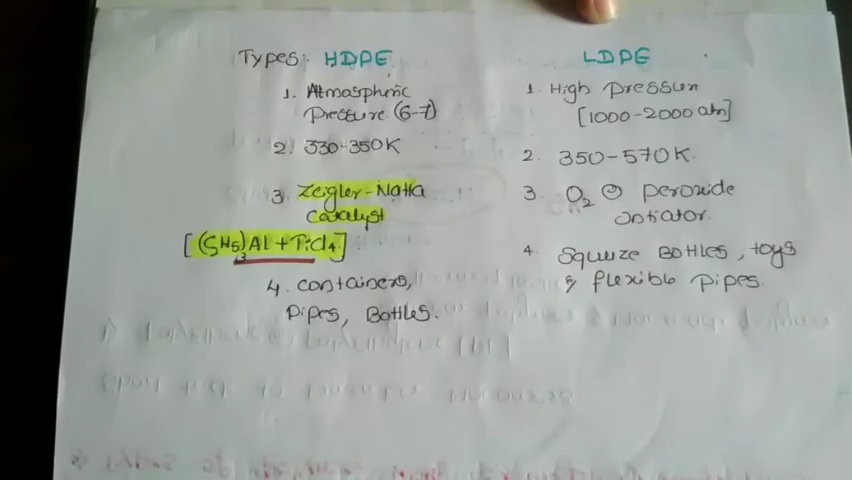 Types: HDPE
1. Atmospheric
Pressure (6-7)
2. 330-350K
3. Zeigler-Natta
Catalyst
[(C2H5)3Al + TiCl4]
4. containers,
Pipes, Bottles.
LDPE
1. High pressure
[1000-2000 atm]
2. 350-570K.
3 O2 peroxide
4. Squuze Bottles, toys
& flexible pipes.